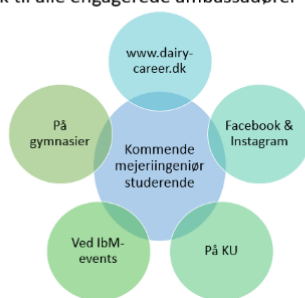 til alle engagerede
www.dairy-
career.dk
På
gymnasier
Facebook &
Instagram
Kommende
mejeriingeniør
studerende
Ved IbM-
events
På KU